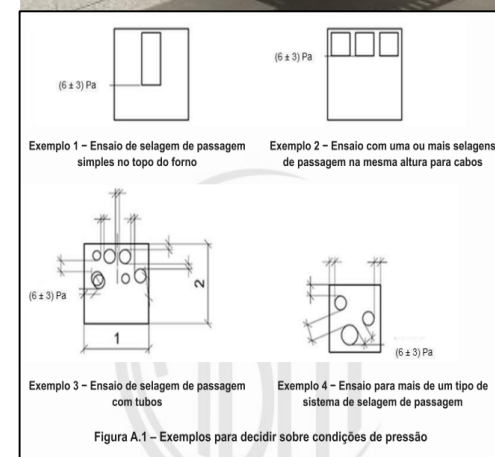 (6 ± 3) Pa
(6 ± 3) Pa
Exemplo 1 – Ensaio de selagem de passagem
simples no topo do forno
Exemplo 2 – Ensaio com uma ou mais selagens
de passagem na mesma altura para cabos
(6 ± 3) Pa
2
1
(6 ± 3) Pa
Exemplo 3 – Ensaio de selagem de passagem
com tubos
Exemplo 4 – Ensaio para mais de um tipo de
sistema de selagem de passagem
Figura A.1 – Exemplos para decidir sobre condições de pressão